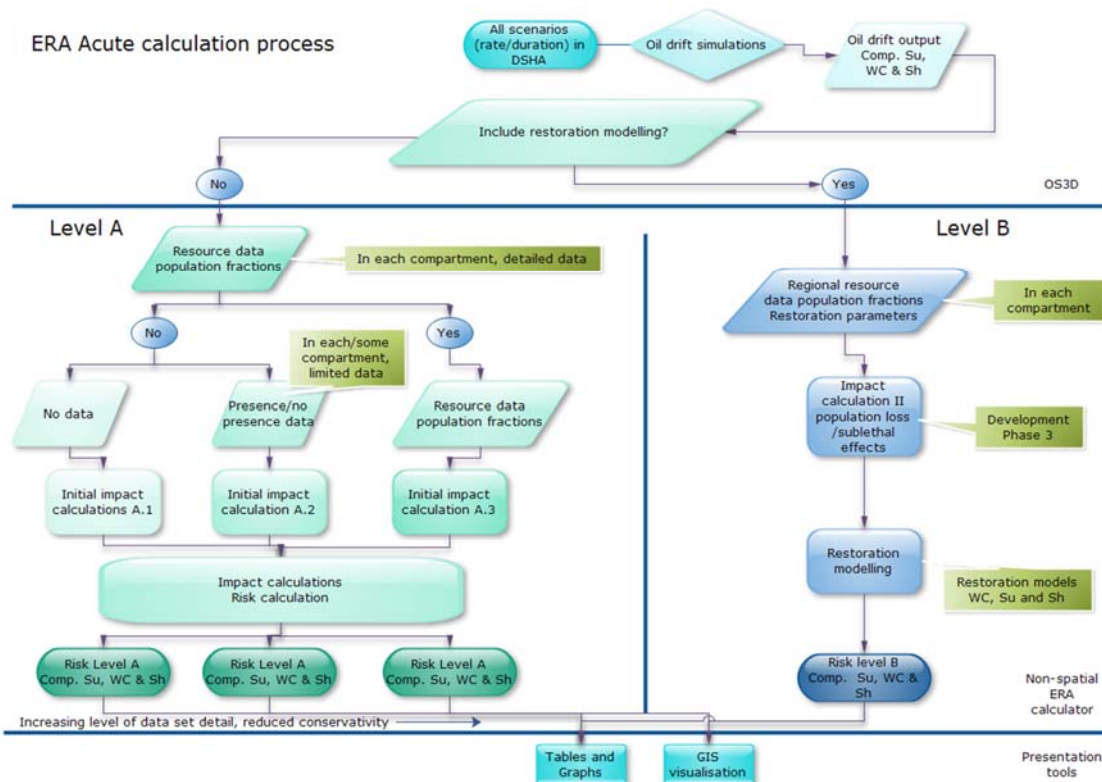 ERA Acute calculation process
All scenarios
(rate/duration) in
DSHA
Oil drift simulations
Oil drift output
Comp. Su,
WC & Sh
Include restoration modelling?
No
Yes
OS3D
Level A
Level B
Resource data
population fractions
In each compartment, detailed data
Regional resource
data population fractions
Restoration parameters
In each
compartment
No
Yes
In each/some
compartment,
limited data
No data
Presence/no
presence data
Resource data
population fractions
Impact
calculation II
population loss
/sublethal
effects
Development
Phase 3
Initial impact
calculations A.1
Initial impact
calculation A.2
Initial impact
calculation A.3
Restoration
modelling
Restoration models
WC, Su and Sh
Impact calculations
Risk calculation
Risk Level A
Comp. Su, WC & Sh
Risk Level A
Comp. Su, WC & Sh
Risk Level A
Comp. Su, WC & Sh
Risk level B
Comp. Su, WC &
Sh
Non-spatial
ERA
calculator
Increasing level of data set detail, reduced conservativity
Tables and
Graphs
GIS
visualisation
Presentation
tools